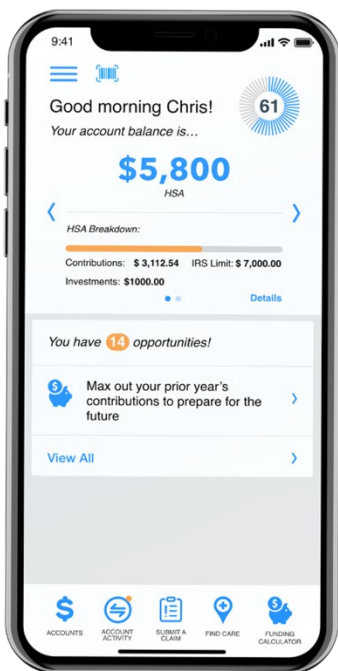 9:41
Good morning Chris!
61
Your account balance is...
$5,800
HSA
HSA Breakdown:
Contributions: $ 3,112.54 IRS Limit: $ 7,000.00
Investments: $1000.00
Details
You have 14 opportunities!
Max out your prior year's
contributions to prepare for the
future
View All
ACCOUNTS
ACCOUNT
ACTIVITY
SUBMIT A
CLAIM
FIND CARE
FUNDING
CALCULATOR